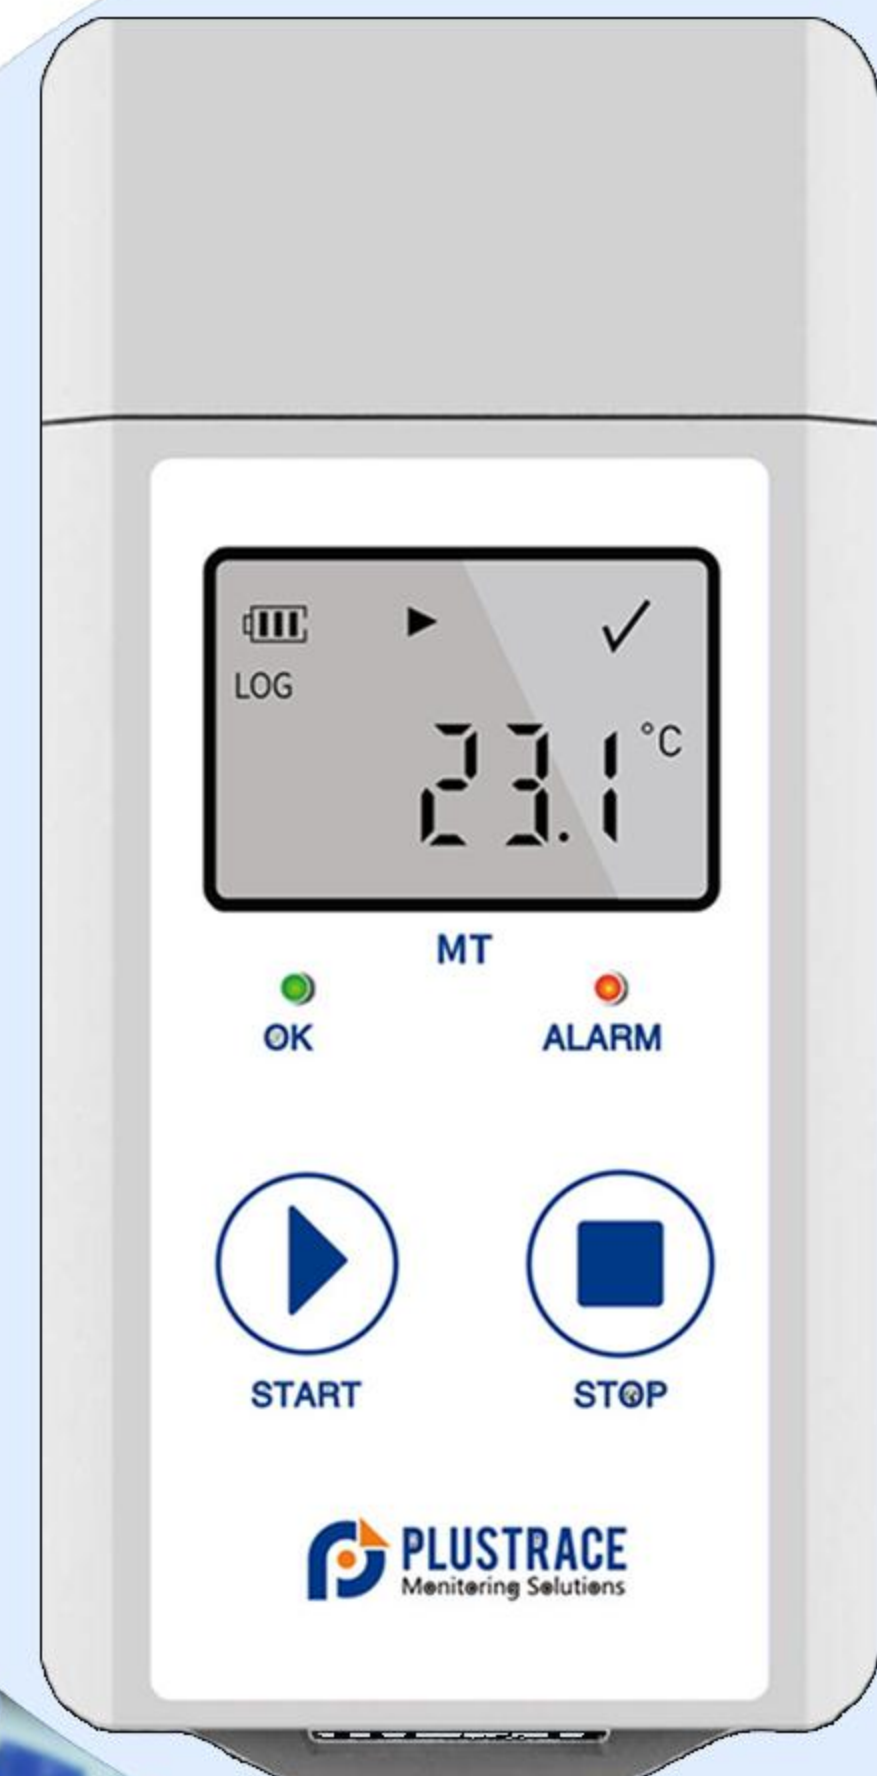 LOG
23.1 °C
MT
OK ALARM
START STOP
PLUSTRACE
Monitoring Solutions